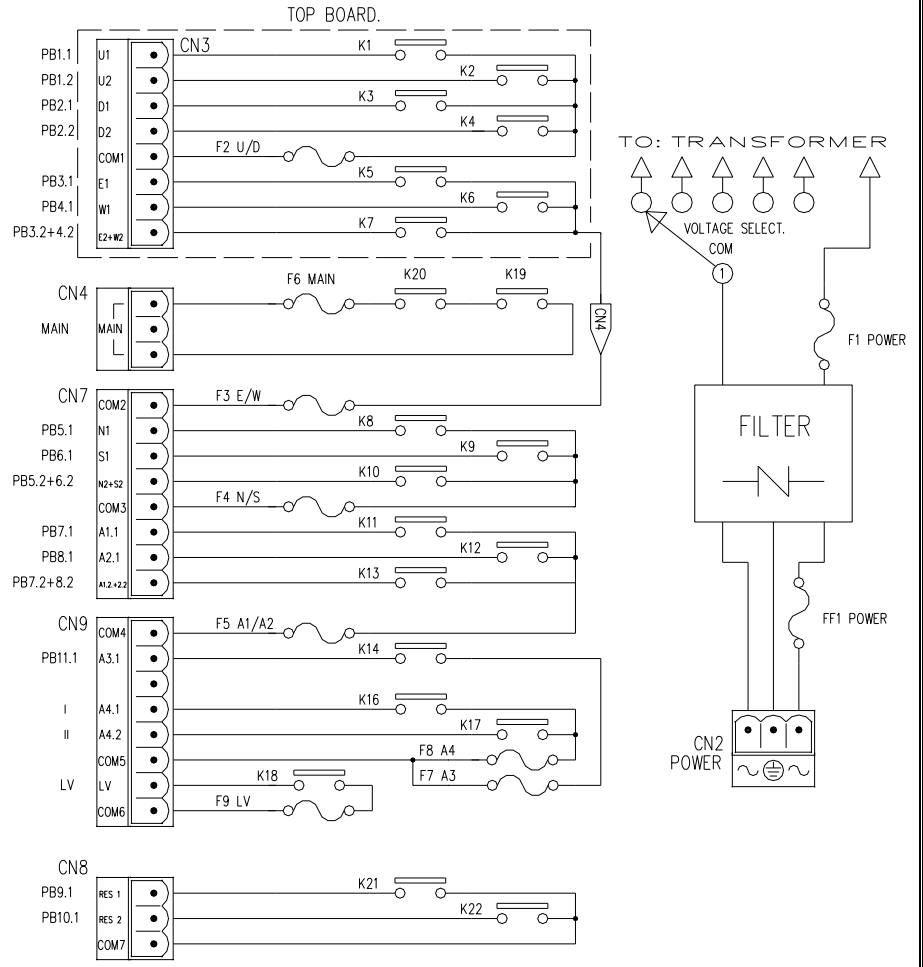 TOP BOARD.
CN3
PB1.1 U1 K1
PB1.2 U2 K2
PB2.1 D1 K3
PB2.2 D2 K4
COM1 F2 U/D
PB3.1 E1 K5
PB4.1 W1 K6
PB3.2+4.2 E2+W2 K7
CN4
F6 MAIN K20 K19
MAIN MAIN
CN4
CN7
COM2 F3 E/W
PB5.1 N1 K8
PB6.1 S1 K9
PB5.2+6.2 N2+S2 K10
COM3 F4 N/S
PB7.1 A1.1 K11
PB8.1 A2.1 K12
PB7.2+8.2 A1.2.+2.2 K13
CN9
COM4 F5 A1/A2
PB11.1 A3.1 K14
I A4.1 K16
II A4.2 K17
COM5 F8 A4
F7 A3
LV LV K18
COM6 F9 LV
CN8
PB9.1 RES 1 K21
PB10.1 RES 2 K22
COM7
TO: TRANSFORMER
VOLTAGE SELECT.
COM
1
F1 POWER
FILTER
FF1 POWER
CN2
POWER